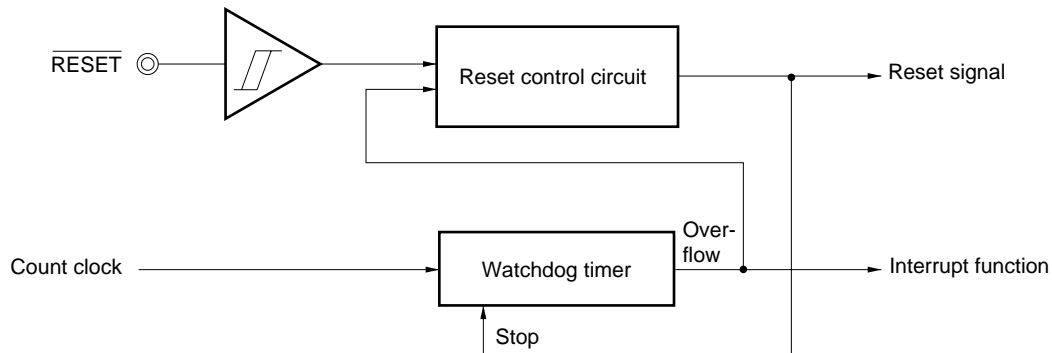 RESET
Reset control circuit
Reset signal
Over-
flow
Count clock
Watchdog timer
Interrupt function
Stop